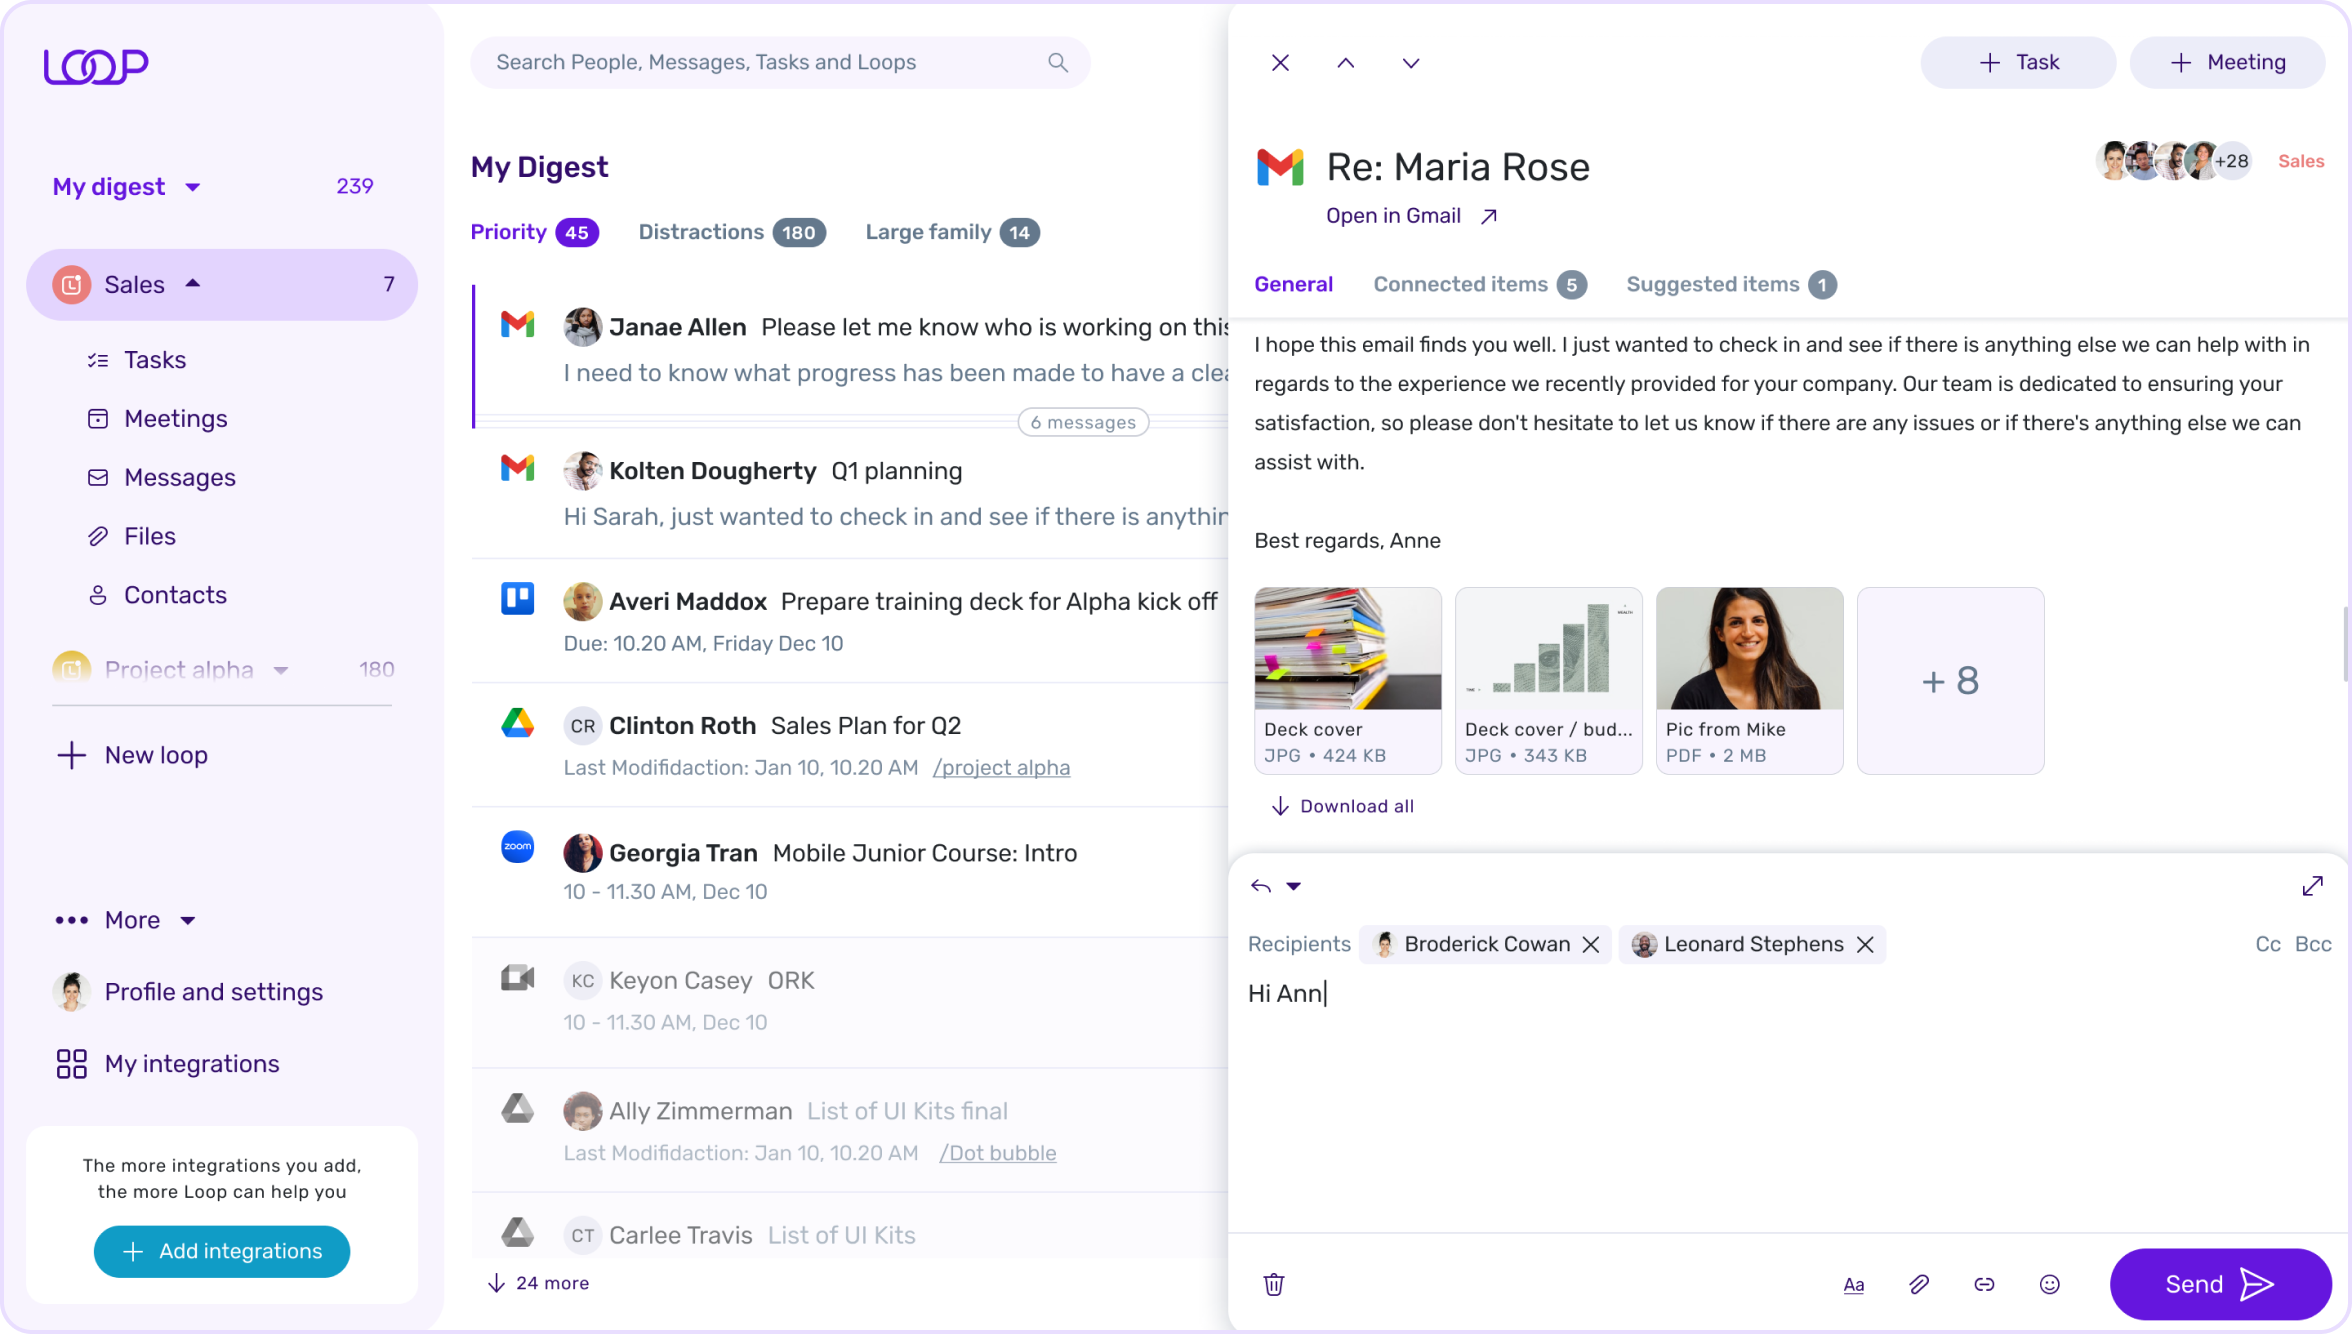 LOOP
My digest 239
Sales 7
Tasks
Meetings
Messages
Files
Contacts
Project alpha 180
New loop
More
Profile and settings
My integrations
The more integrations you add,
the more Loop can help you
Add integrations
Search People, Messages, Tasks and Loops
My Digest
Priority 45 Distractions 180 Large family 14
Janae Allen Please let me know who is working on this
I need to know what progress has been made to have a clea
6 messages
Kolten Dougherty Q1 planning
Hi Sarah, just wanted to check in and see if there is anythin
Averi Maddox Prepare training deck for Alpha kick off
Due: 10.20 AM, Friday Dec 10
CR Clinton Roth Sales Plan for Q2
Last Modifidaction: Jan 10, 10.20 AM /project alpha
zoom
Georgia Tran Mobile Junior Course: Intro
10 - 11.30 AM, Dec 10
KC Keyon Casey ORK
10 - 11.30 AM, Dec 10
Ally Zimmerman List of UI Kits final
Last Modifidaction: Jan 10, 10.20 AM /Dot bubble
CT Carlee Travis List of UI Kits
24 more
Task Meeting
Re: Maria Rose
+28 Sales
Open in Gmail
General Connected items 5 Suggested items 1
I hope this email finds you well. I just wanted to check in and see if there is anything else we can help with in
regards to the experience we recently provided for your company. Our team is dedicated to ensuring your
satisfaction, so please don't hesitate to let us know if there are any issues or if there's anything else we can
assist with.
Best regards, Anne
WEALTH
TIME
Deck cover
JPG • 424 KB
Deck cover / bud...
JPG • 343 KB
Pic from Mike
PDF • 2 MB
+ 8
Download all
Recipients Broderick Cowan Leonard Stephens Cc Bcc
Hi Ann
Aa
Send